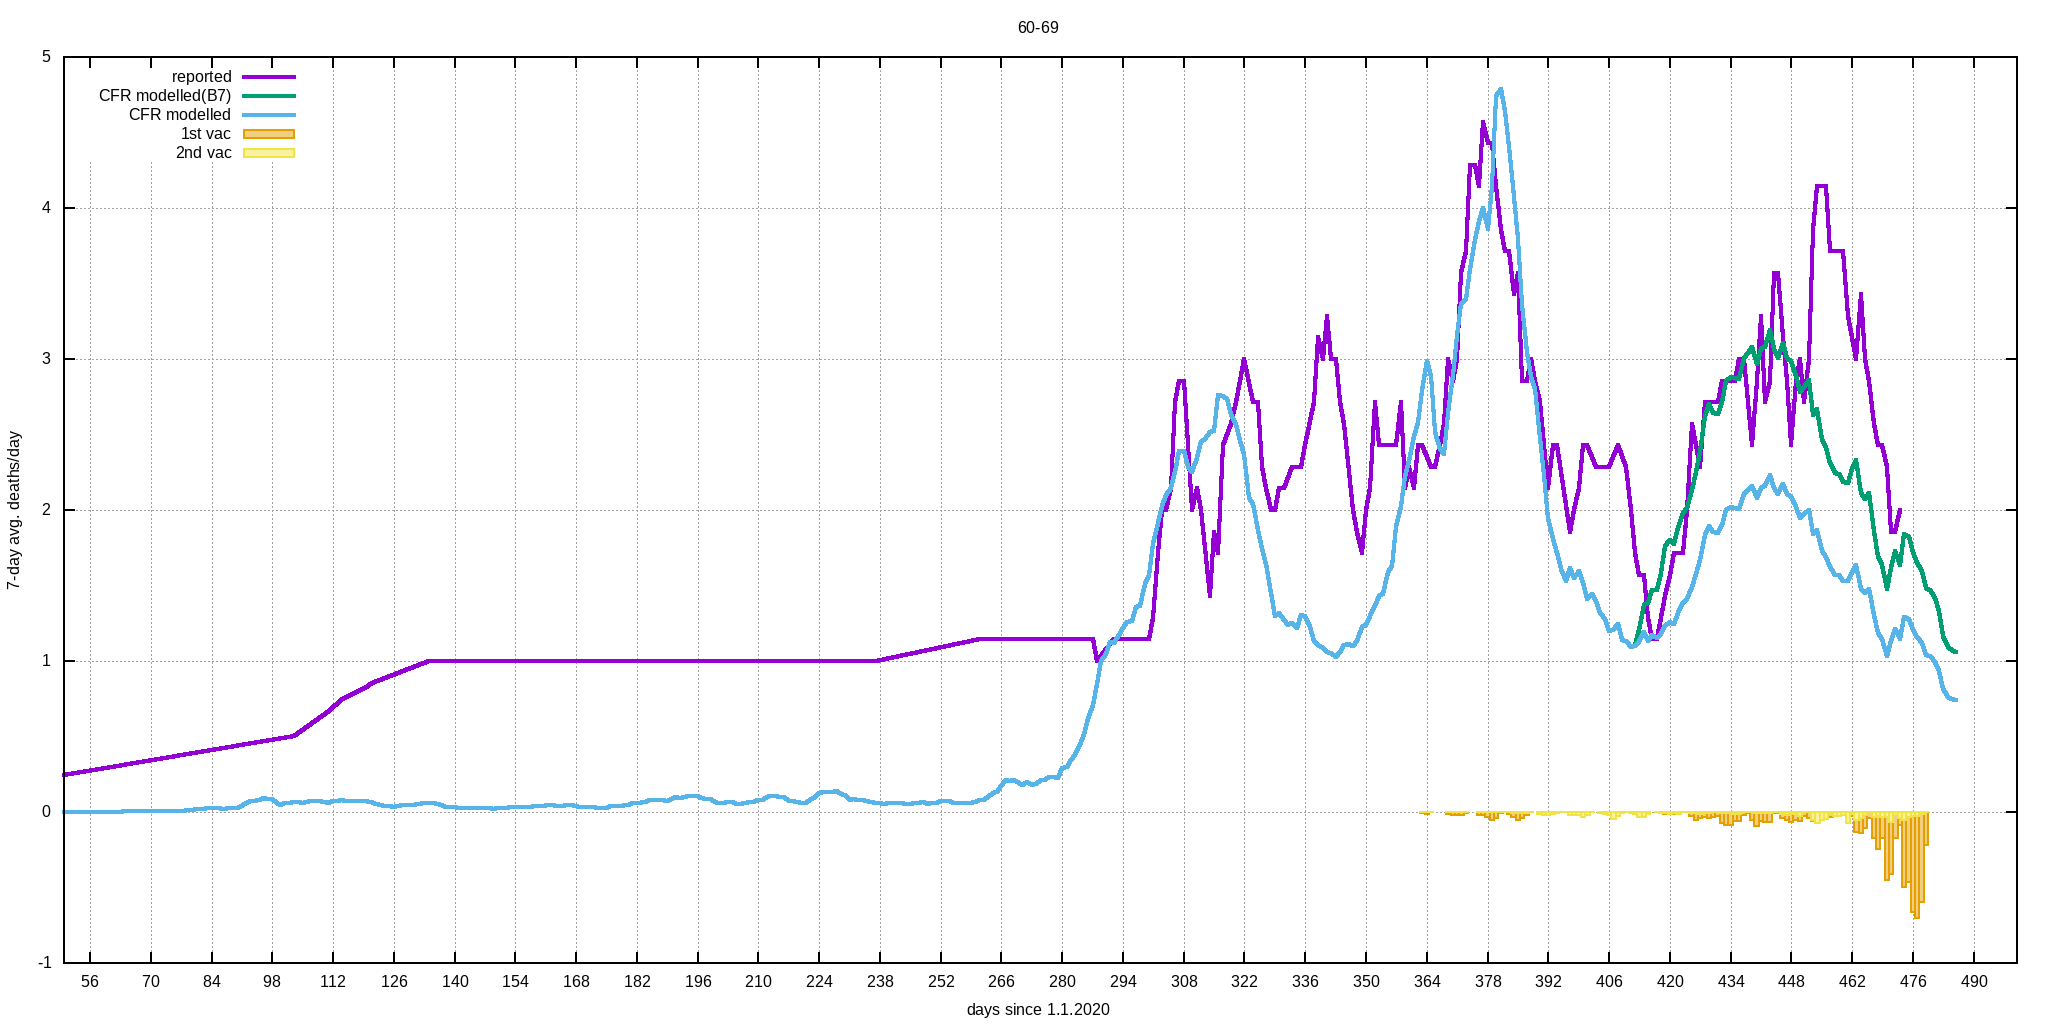 60-69
reported
CFR modelled(B7)
CFR modelled
1st vac
2nd vac
7-day avg. deaths/day
5
4
3
2
1
0
-1
56 70 84 98 112 126 140 154 168 182 196 210 224 238 252 266 280 294 308 322 336 350 364 378 392 406 420 434 448 462 476 490
days since 1.1.2020